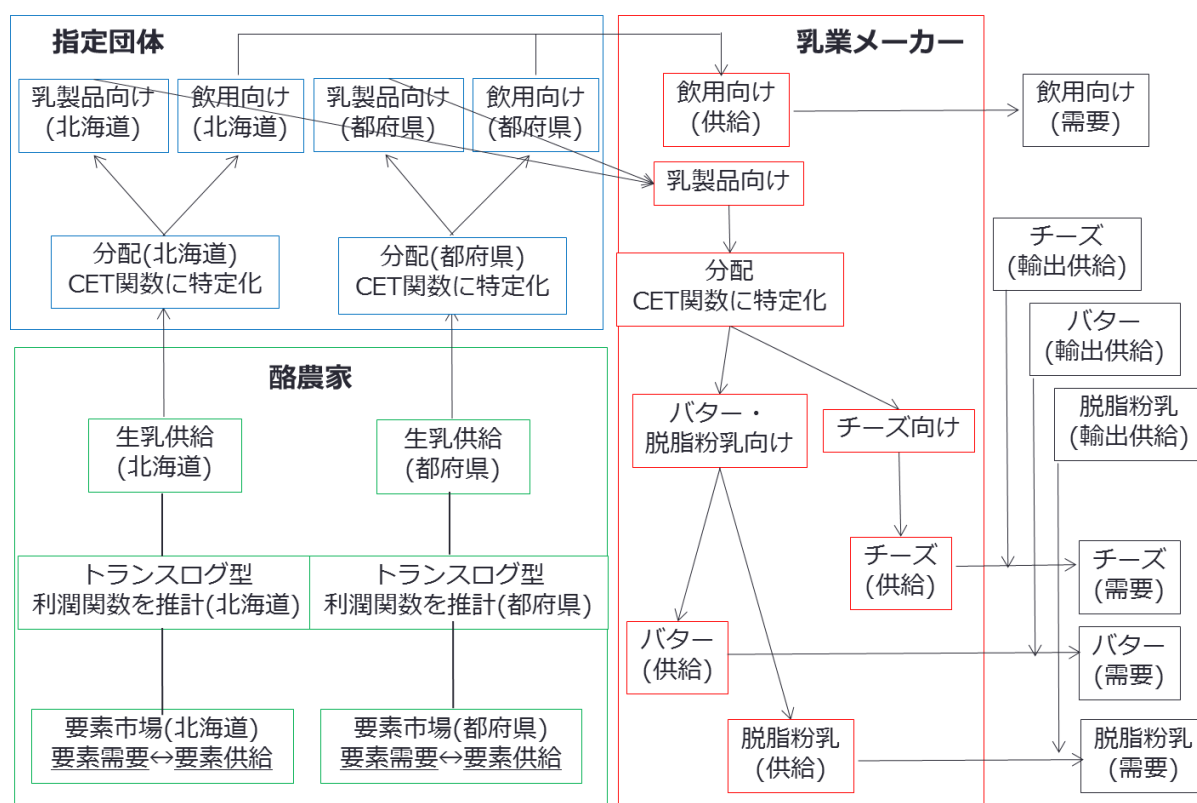 指定団体
乳製品向け
(北海道)
飲用向け
(北海道)
乳製品向け
(都府県)
飲用向け
(都府県)
分配(北海道)
CET関数に特定化
分配(都府県)
CET関数に特定化
酪農家
生乳供給
(北海道)
生乳供給
(都府県)
トランスログ型
利潤関数を推計(北海道)
トランスログ型
利潤関数を推計(都府県)
要素市場(北海道)
要素需要↔要素供給
要素市場(都府県)
要素需要↔要素供給
乳業メーカー
飲用向け
(供給)
乳製品向け
分配
CET関数に特定化
バター・
脱脂粉乳向け
チーズ向け
チーズ
(供給)
バター
(供給)
脱脂粉乳
(供給)
飲用向け
(需要)
チーズ
(輸出供給)
バター
(輸出供給)
脱脂粉乳
(輸出供給)
チーズ
(需要)
バター
(需要)
脱脂粉乳
(需要)